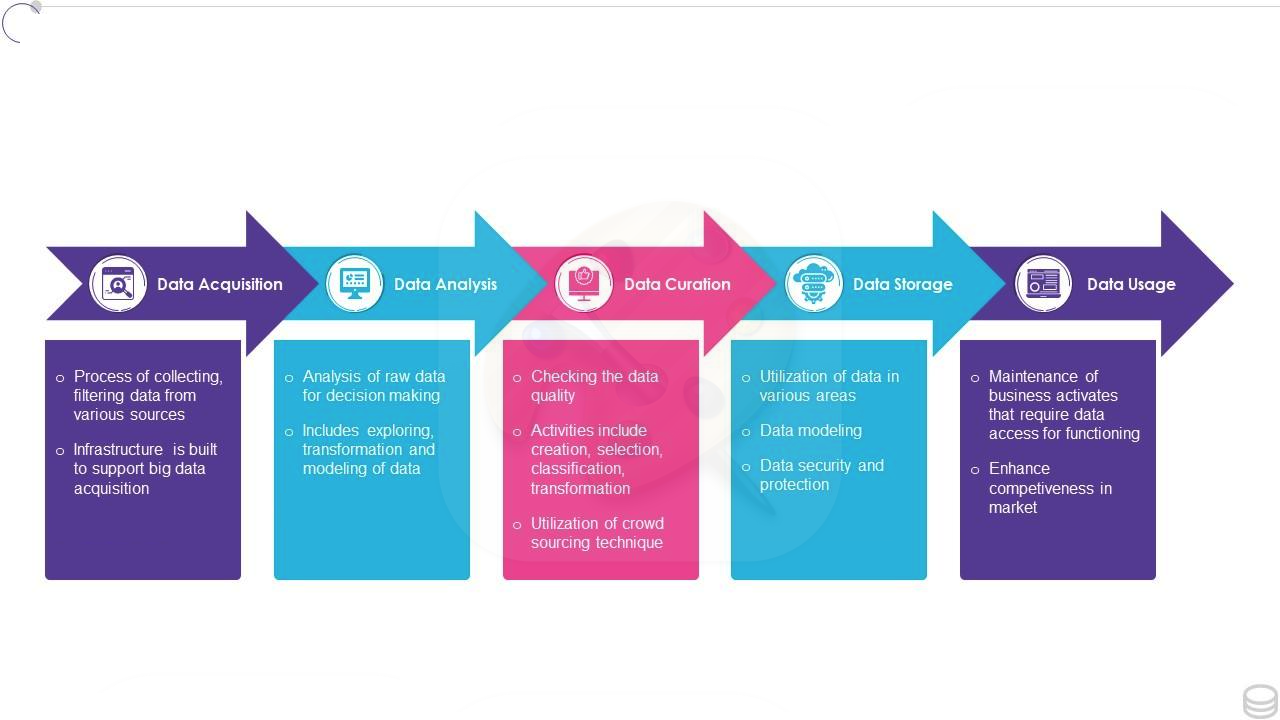 Data Acquisition
Data Analysis
Data Curation
Data Storage
Data Usage
o Process of collecting,
filtering data from
various sources
o Infrastructure is built
to support big data
acquisition
o Analysis of raw data
for decision making
o Includes exploring,
transformation and
modeling of data
o Checking the data
quality
o Activities include
creation, selection,
classification,
transformation
o Utilization of crowd
sourcing technique
o Utilization of data in
various areas
o Data modeling
o Data security and
protection
o Maintenance of
business activates
that require data
access for functioning
o Enhance
competiveness in
market